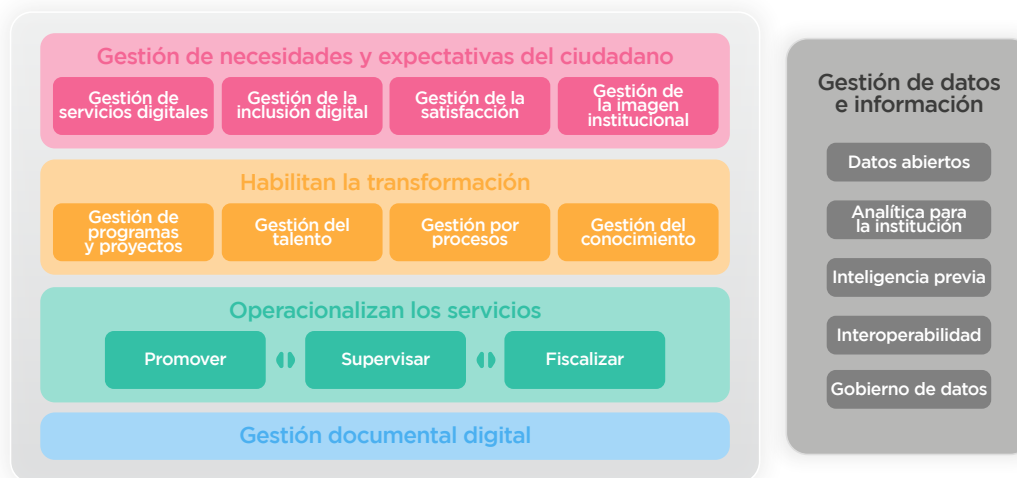 Gestión de necesidades y expectativas del ciudadano
Gestión de
servicios digitales
Gestión de la
inclusión digital
Gestión de la
satisfacción
Gestión de
la imagen
institucional
Habilitan la transformación
Gestión de
programas
y proyectos
Gestión del
talento
Gestión por
procesos
Gestión del
conocimiento
Operacionalizan los servicios
Promover
Supervisar
Fiscalizar
Gestión documental digital
Gestión de datos
e información
Datos abiertos
Analítica para
la institución
Inteligencia previa
Interoperabilidad
Gobierno de datos